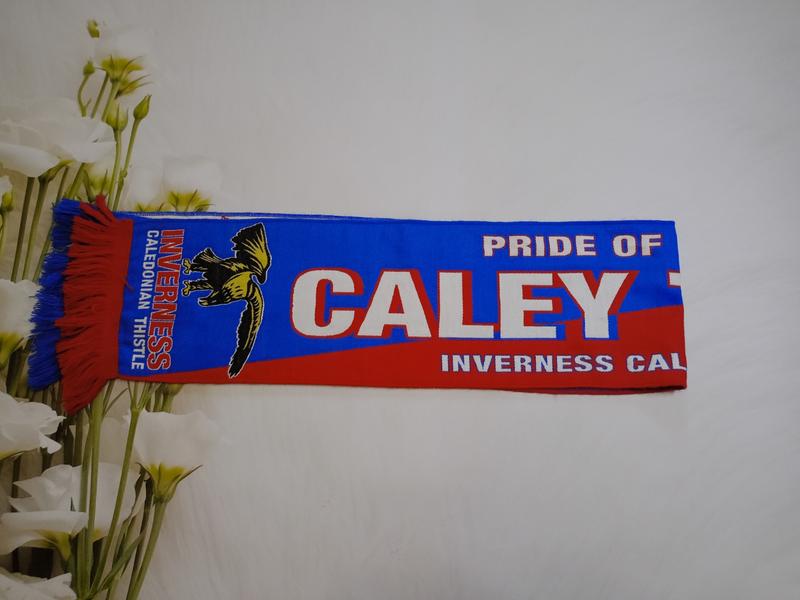 INVERNESS
CALEDONIAN THISTLE
PRIDE OF
CALEY
INVERNESS CAL